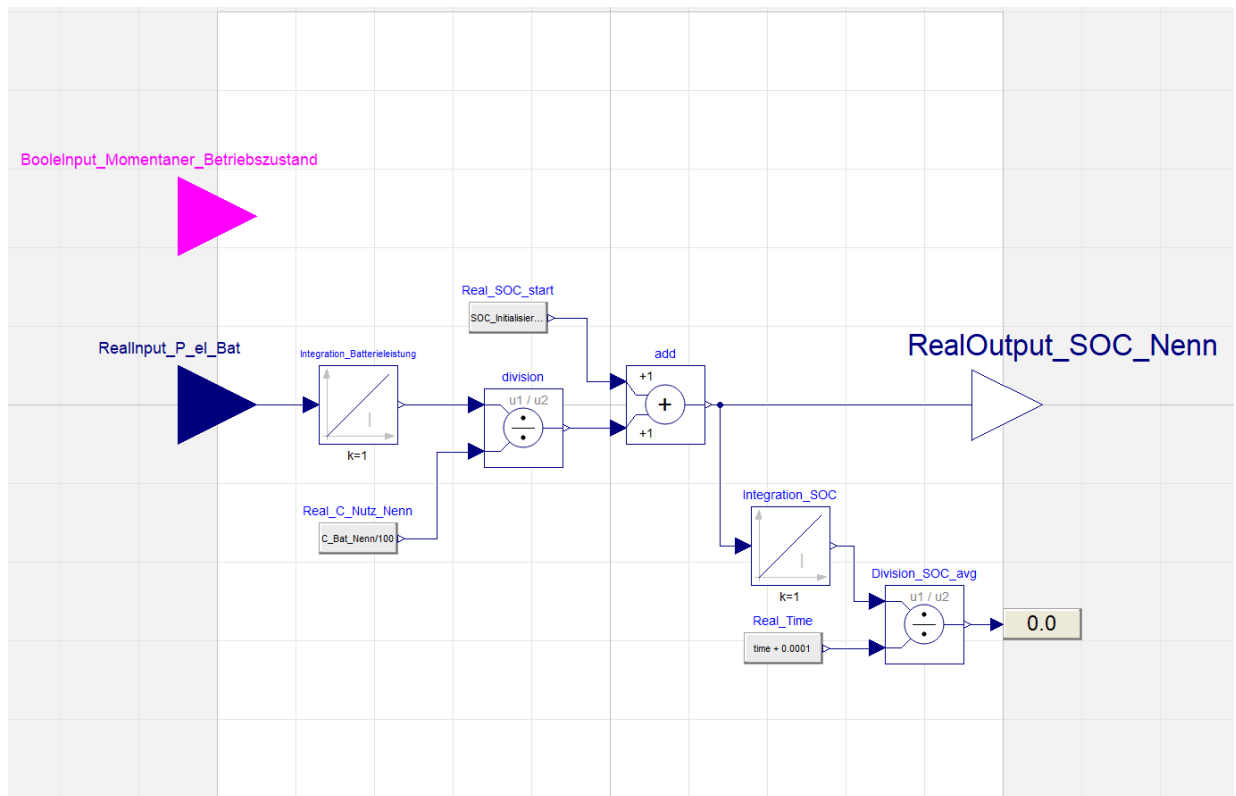 BooleInput_Momentaner_Betriebszustand
Real_SOC_start
SOC_Initialisier...
RealInput_P_el_Bat
Integration_Batterieleistung
I
k=1
division
u1 / u2
add
+1
+
+1
RealOutput_SOC_Nenn
Real_C_Nutz_Nenn
C_Bat_Nenn/100
Integration_SOC
I
k=1
Division_SOC_avg
u1 / u2
Real_Time
time + 0.0001
0.0